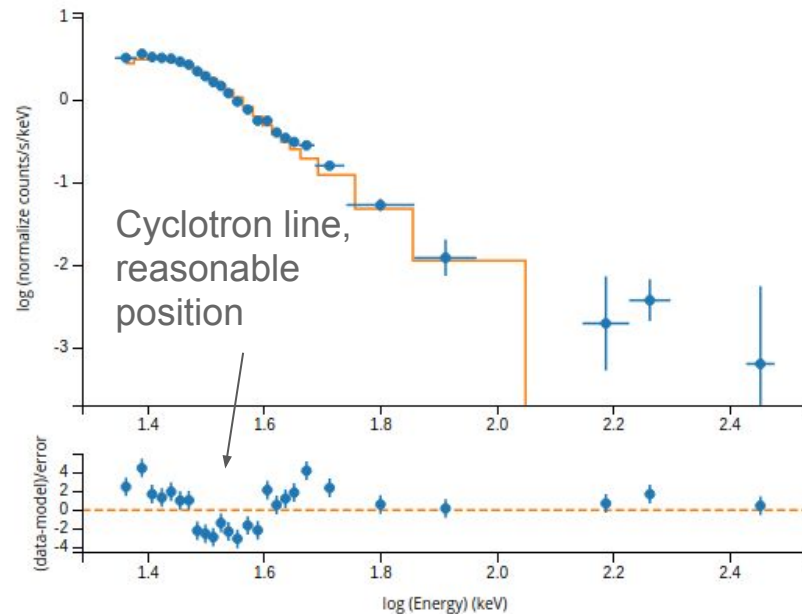 1
0
-1
-2
-3
log (normalize counts/s/keV)
Cyclotron line,
reasonable
position
1.4 1.6 1.8 2.0 2.2 2.4
(data-model)/error
4
2
0
-2
-4
1.4 1.6 1.8 2.0 2.2 2.4
log (Energy) (keV)